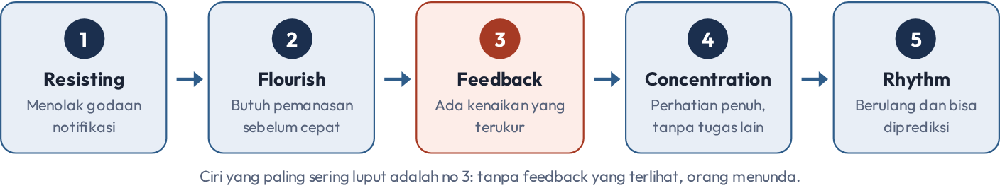 1
Resisting
Menolak godaan
notifikasi
2
Flourish
Butuh pemanasan
sebelum cepat
3
Feedback
Ada kenaikan yang
terukur
4
Concentration
Perhatian penuh,
tanpa tugas lain
5
Rhythm
Berulang dan bisa
diprediksi
Ciri yang paling sering luput adalah no 3: tanpa feedback yang terlihat, orang menunda.